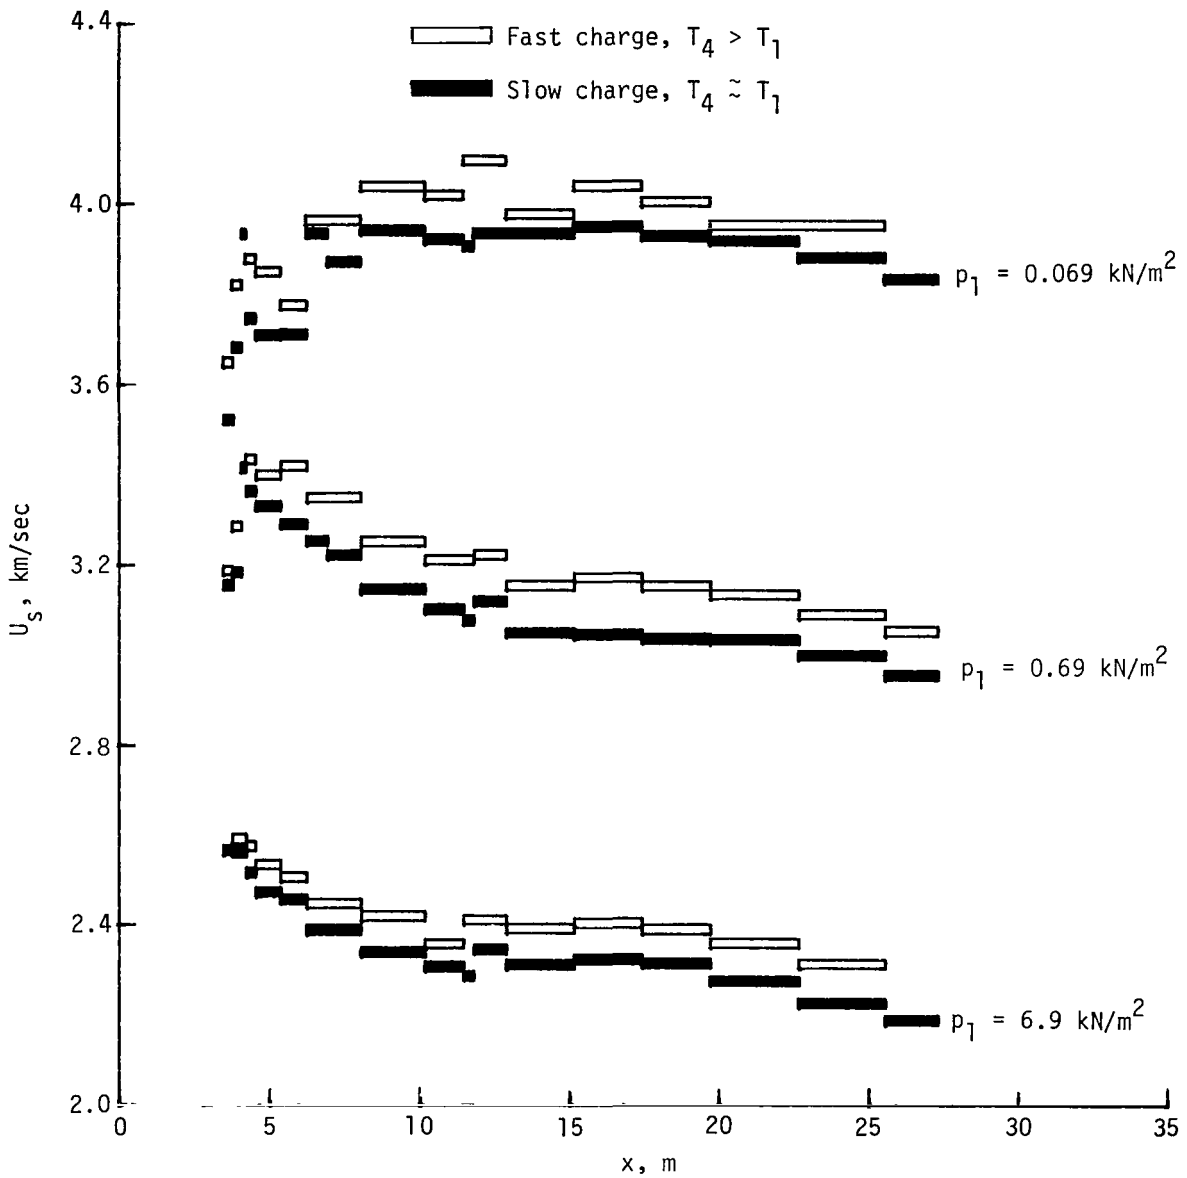 4.4
Fast charge, T₄ > T₁
Slow charge, T₄ ≈ T₁
4.0
p₁ = 0.069 kN/m²
3.6
3.2
U_s, km/sec
p₁ = 0.69 kN/m²
2.8
2.4
p₁ = 6.9 kN/m²
2.0
0 5 10 15 20 25 30 35
x, m